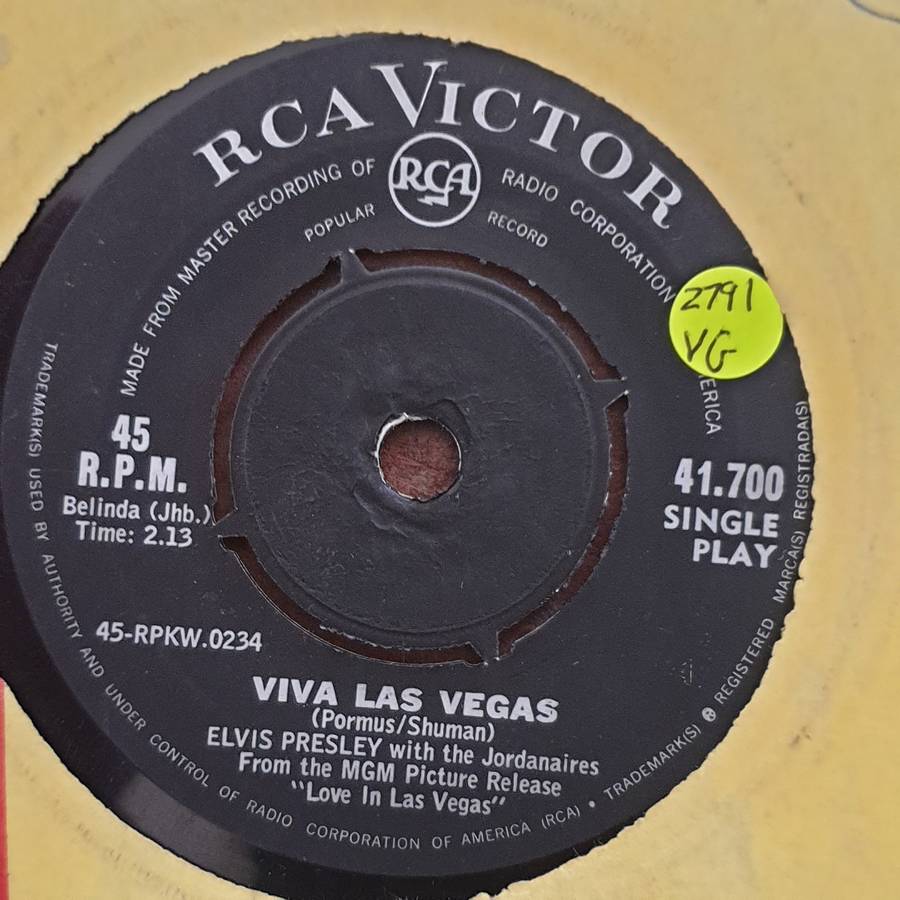 RCA VICTOR
RCA
MADE FROM MASTER RECORDING OF RADIO CORPORATION ERICA
POPULAR RECORD
2791
VG
45
R.P.M.
Belinda (Jhb.)
Time: 2.13
41.700
SINGLE
PLAY
45-RPKW.0234
VIVA LAS VEGAS
(Pormus/Shuman)
ELVIS PRESLEY with the Jordanaires
From the MGM Picture Release
"Love In Las Vegas"
TRADEMARK(S) USED BY AUTHORITY AND UNDER CONTROL OF RADIO CORPORATION OF AMERICA (RCA) • TRADEMARK(S) ® REGISTERED MARCA(S) REGISTRADA(S)